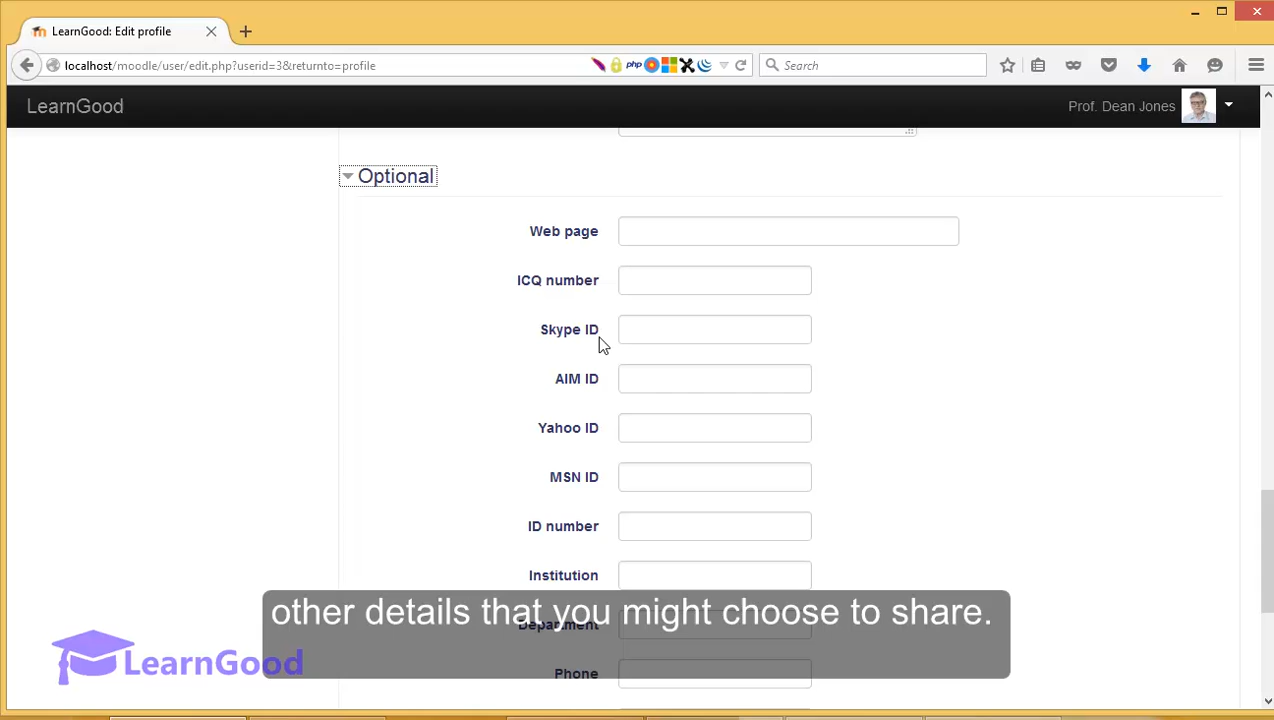 LearnGood: Edit profile
localhost/moodle/user/edit.php?userid=3&returnto=profile
php
Search
LearnGood
Prof. Dean Jones
Optional
Web page
ICQ number
Skype ID
AIM ID
Yahoo ID
MSN ID
ID number
Institution
other details that you might choose to share.
Department
LearnGood
Phone